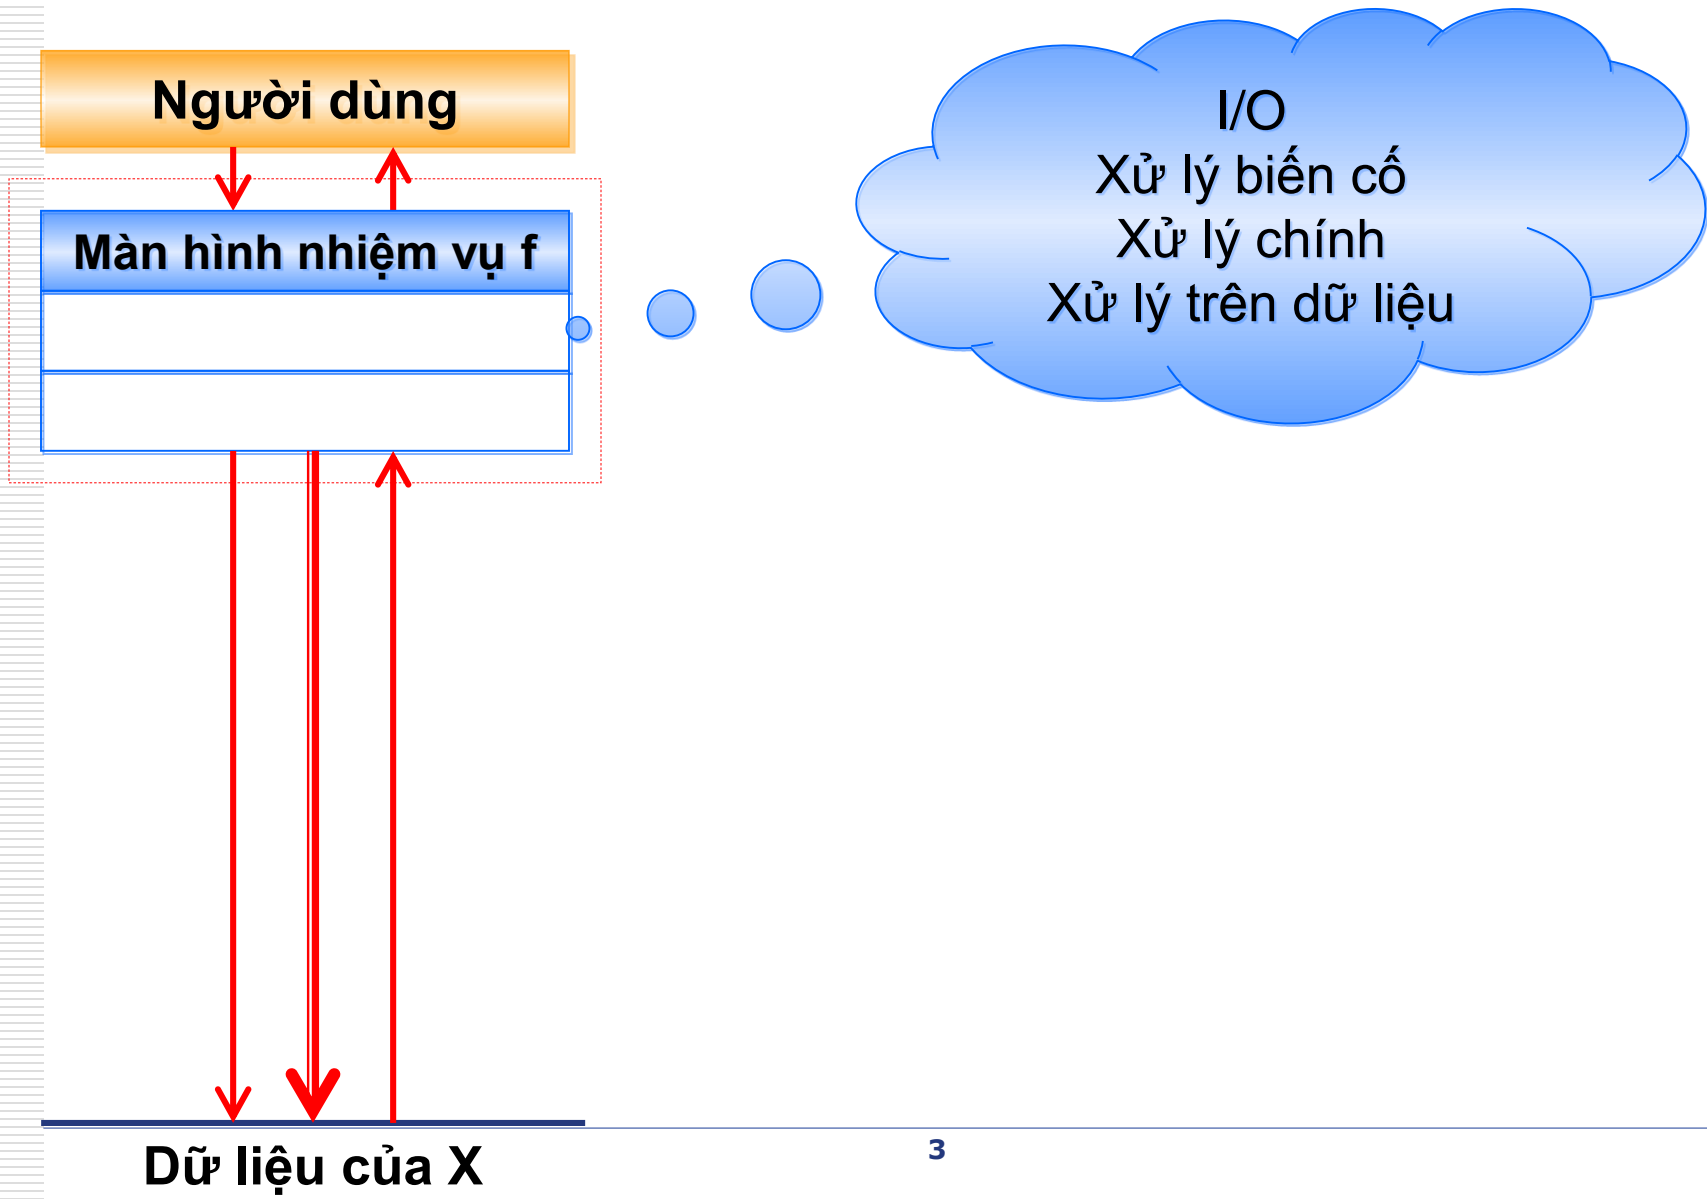 Người dùng
Màn hình nhiệm vụ f
I/O
Xử lý biến cố
Xử lý chính
Xử lý trên dữ liệu
Dữ liệu của X
3